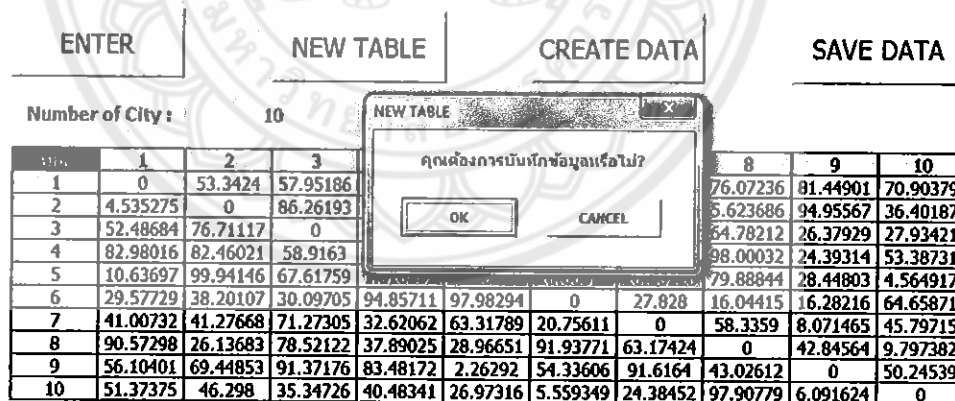 ENTER NEW TABLE CREATE DATA SAVE DATA
Number of City : 10
NEW TABLE
คุณต้องการบันทึกข้อมูลหรือไม่?
OK CANCEL
1 2 3 8 9 10
1 0 53.3424 57.95186 76.07236 81.44901 70.90379
2 4.535275 0 86.26193 5.623686 94.95567 36.40187
3 52.48684 76.71117 0 64.78212 26.37929 27.93421
4 82.98016 82.46021 58.9163 98.00032 24.39314 53.38731
5 10.63697 99.94146 67.61759 79.88844 28.44803 4.564917
6 29.57729 38.20107 30.09705 94.85711 97.98294 0 27.828 16.04415 16.28216 64.65871
7 41.00732 41.27668 71.27305 32.62062 63.31789 20.75611 0 58.3359 8.071465 45.79715
8 90.57298 26.13683 78.52122 37.89025 28.96651 91.93771 63.17424 0 42.84564 9.797382
9 56.10401 69.44853 91.37176 83.48172 2.26292 54.33606 91.6164 43.02612 0 50.24539
10 51.37375 46.298 35.34726 40.48341 26.97316 5.559349 24.38452 97.90779 6.091624 0